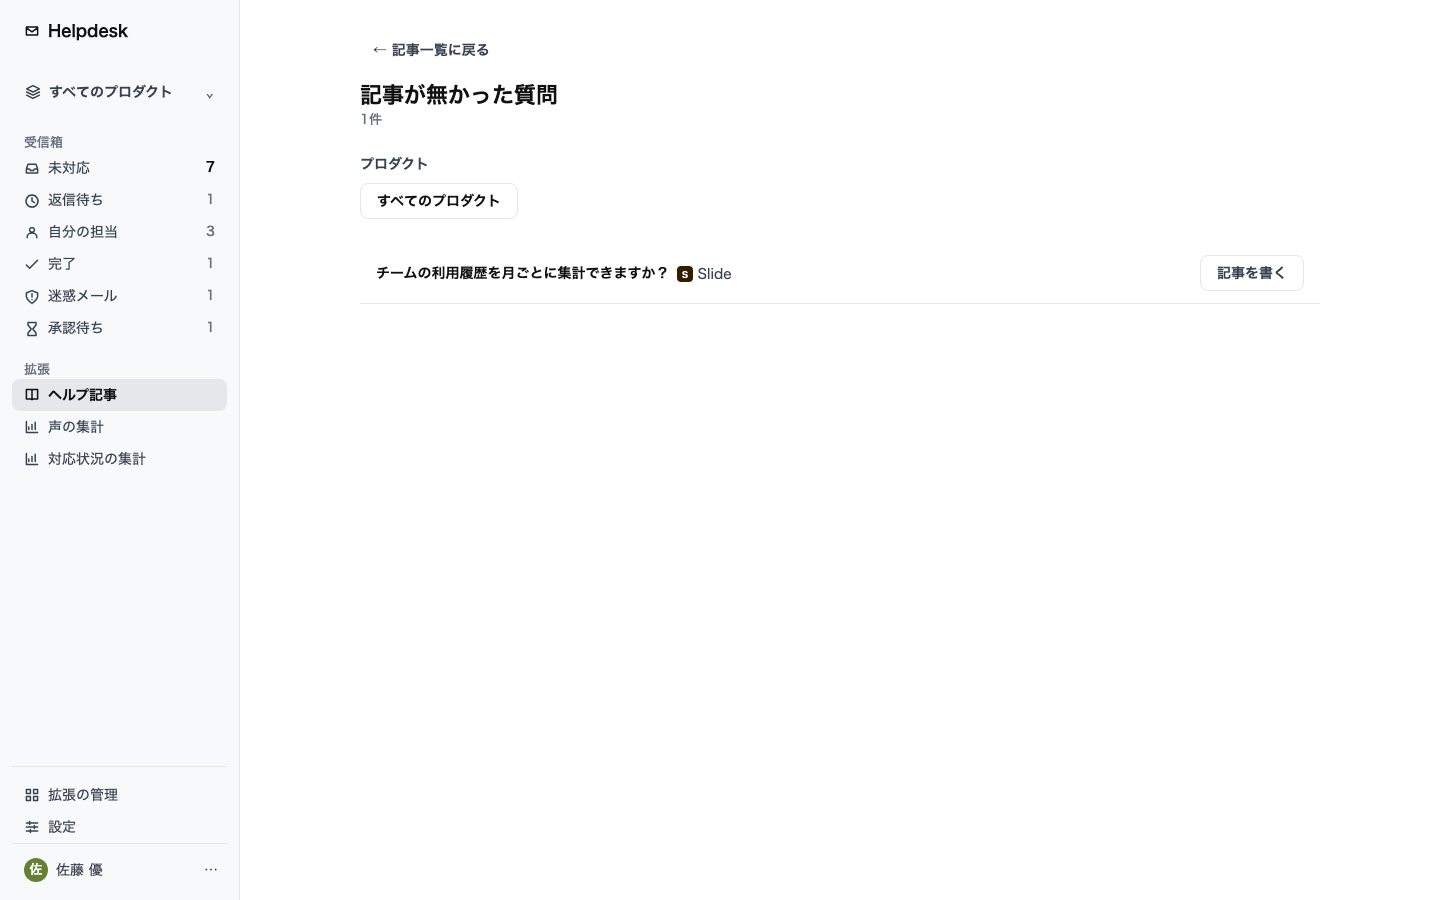 Helpdesk
すべてのプロダクト
受信箱
未対応 7
返信待ち 1
自分の担当 3
完了 1
迷惑メール 1
承認待ち 1
拡張
ヘルプ記事
声の集計
対応状況の集計
拡張の管理
設定
佐 佐藤 優 …
← 記事一覧に戻る
記事が無かった質問
1件
プロダクト
すべてのプロダクト
チームの利用履歴を月ごとに集計できますか？ S Slide 記事を書く